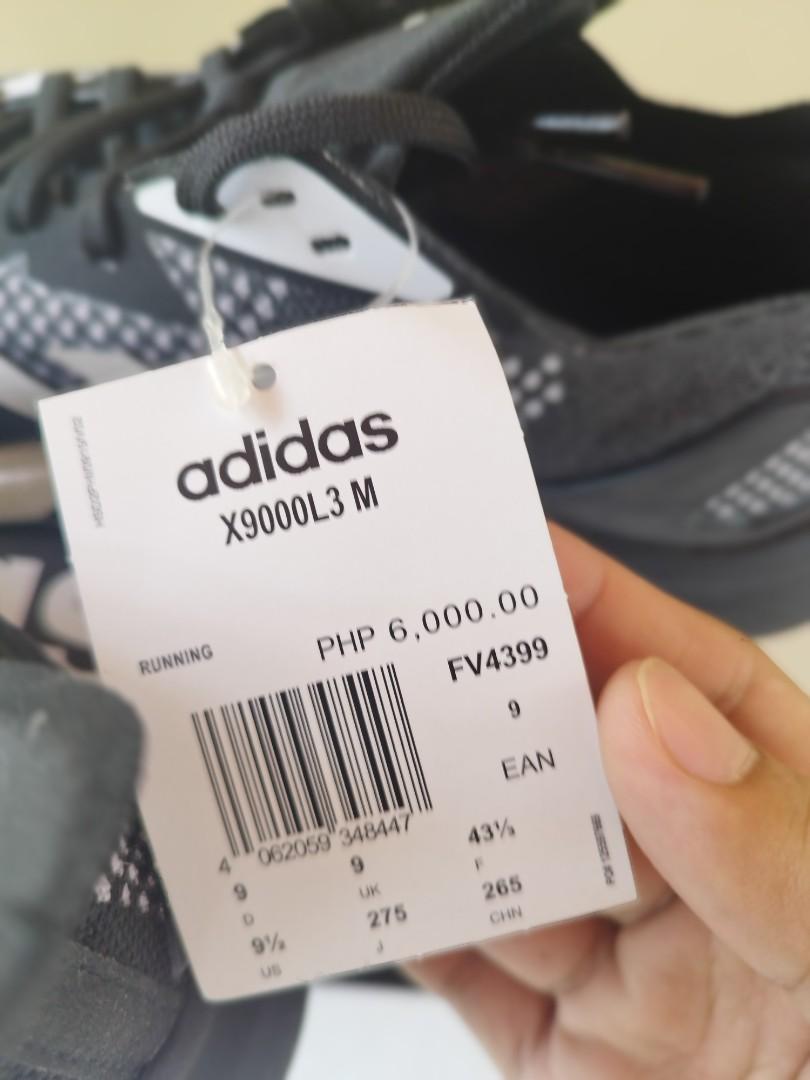 adidas
X9000L3 M
PHP 6,000.00
RUNNING
FV4399
9
EAN
4 062059 348447
9 9 43⅓
D UK F
9½ 275 265
US J CHN